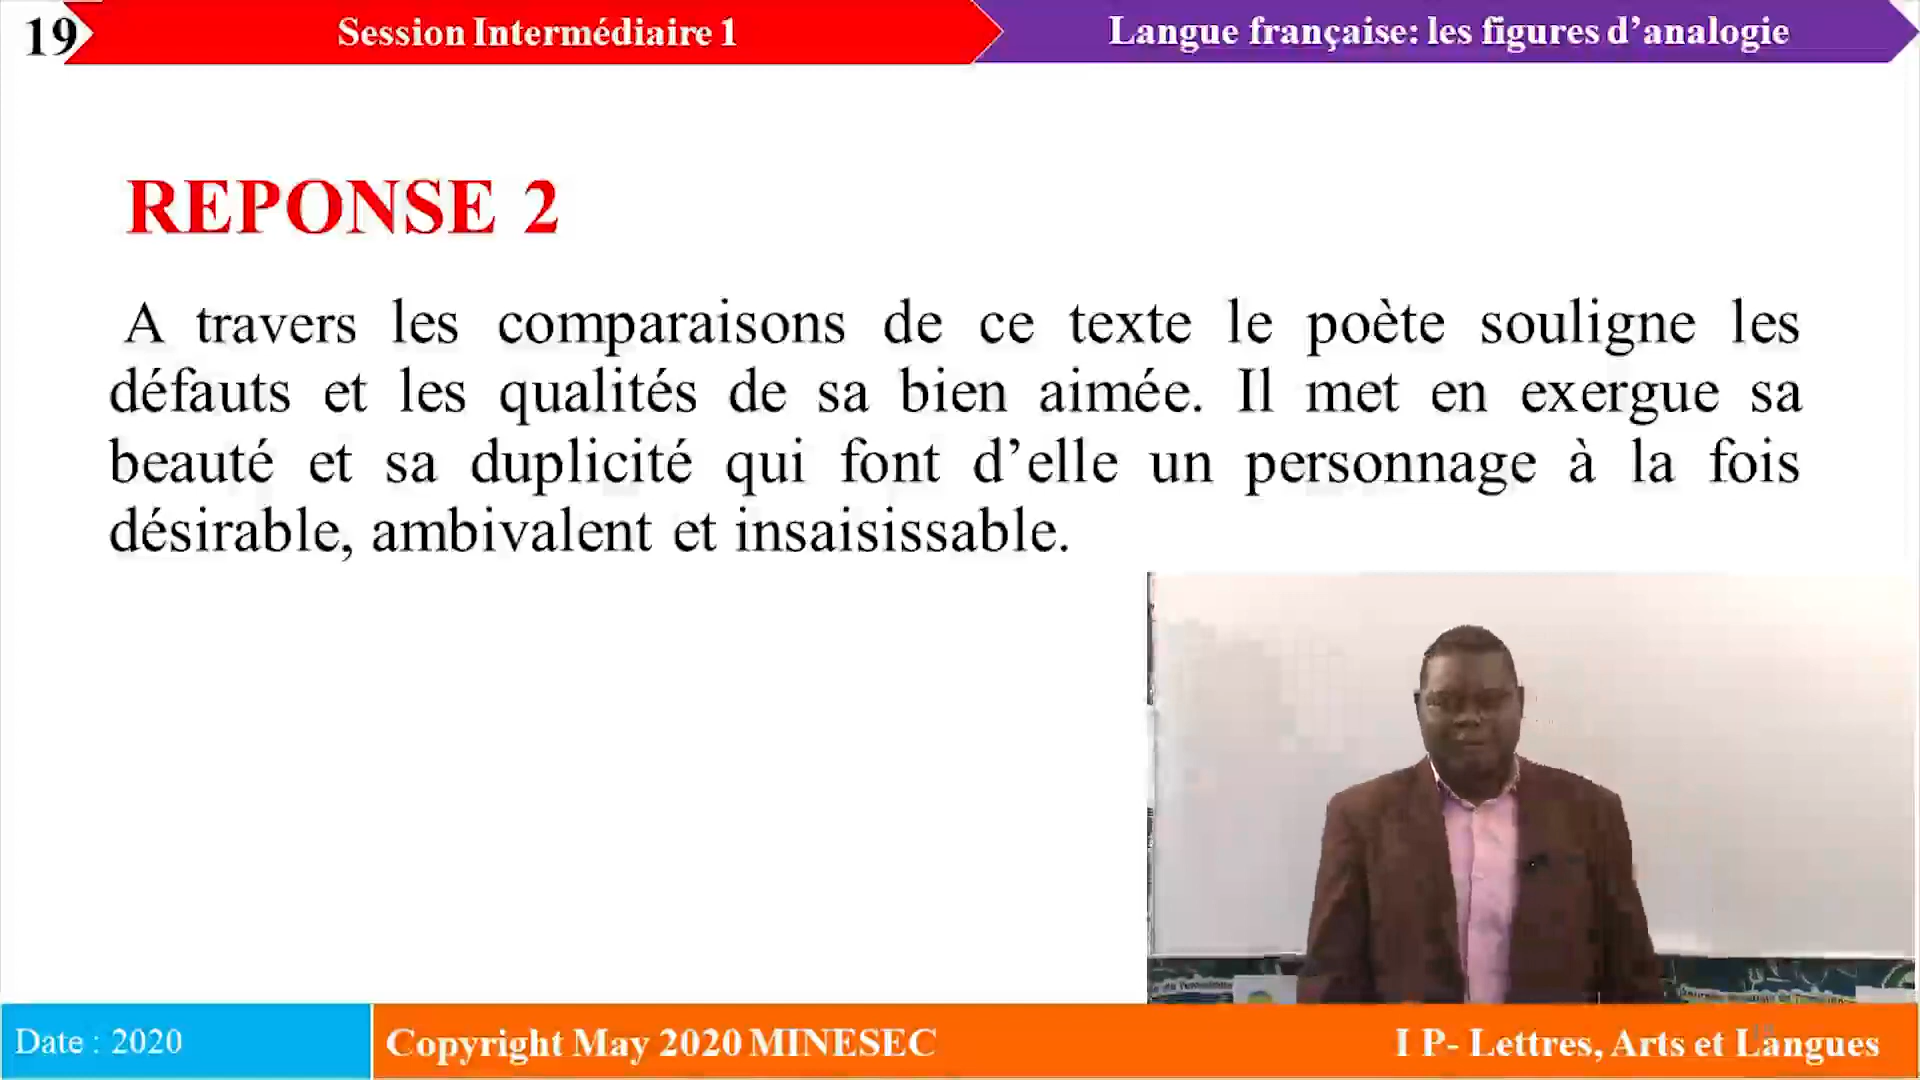 19
Session Intermédiaire 1
Langue française: les figures d’analogie
REPONSE 2
A travers les comparaisons de ce texte le poète souligne les
défauts et les qualités de sa bien aimée. Il met en exergue sa
beauté et sa duplicité qui font d’elle un personnage à la fois
désirable, ambivalent et insaisissable.
Date : 2020
Copyright May 2020 MINESEC
I P- Lettres, Arts et Langues